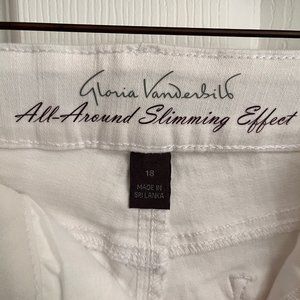 Gloria Vanderbilt
All-Around Slimming Effect
18
MADE IN
SRI LANKA